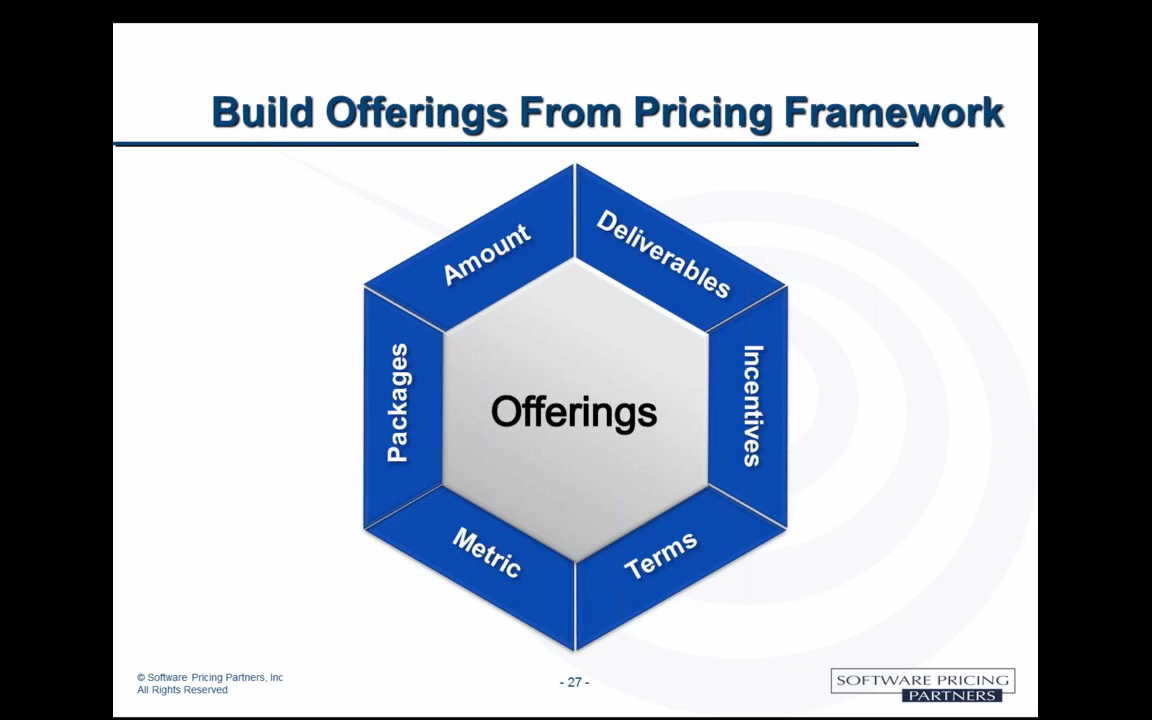 Build Offerings From Pricing Framework
Amount
Deliverables
Packages
Offerings
Incentives
Metric
Terms
© Software Pricing Partners, Inc
All Rights Reserved
- 27 -
SOFTWARE PRICING
PARTNERS